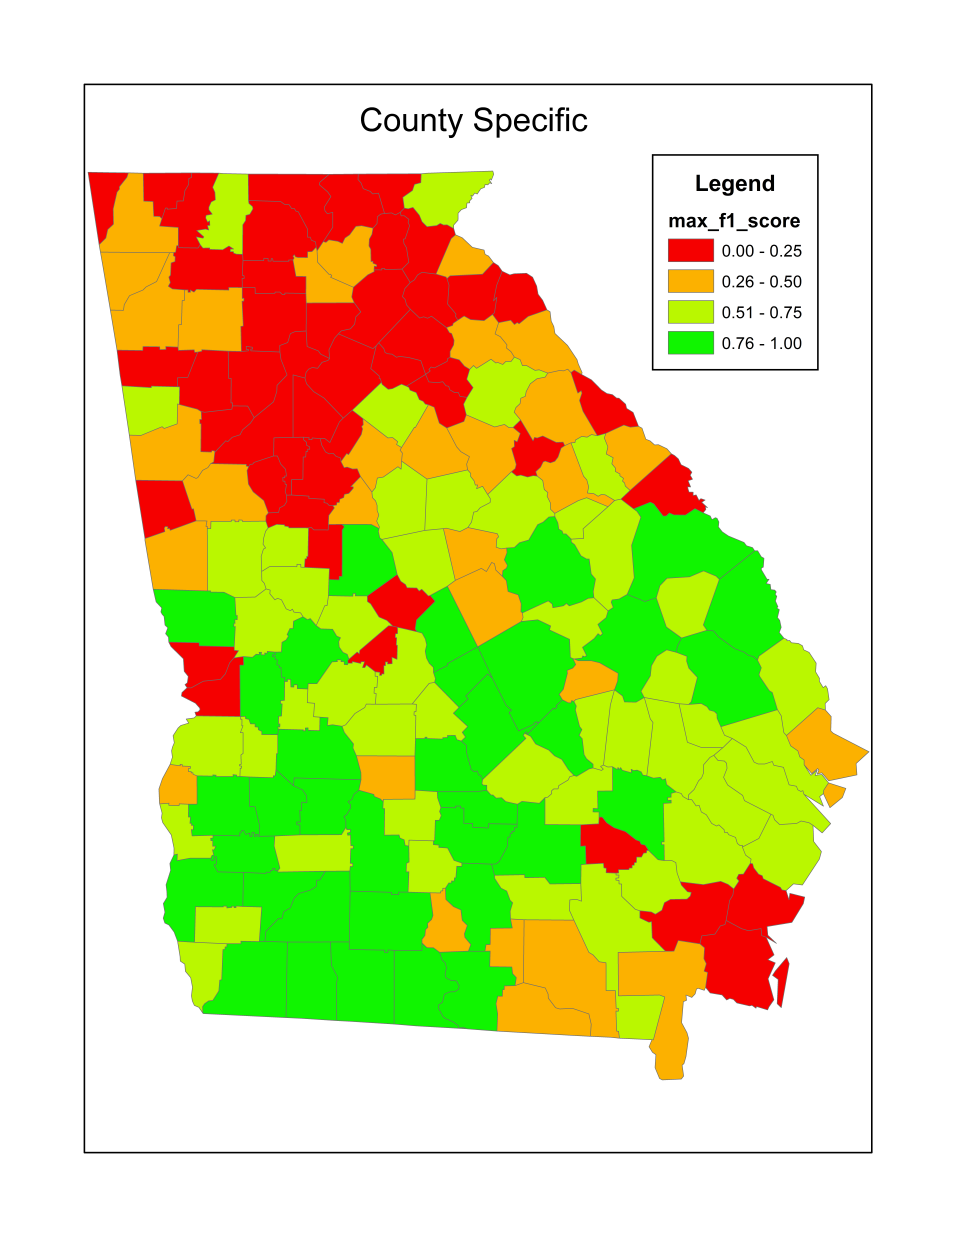 County Specific
Legend
max_f1_score
0.00 - 0.25
0.26 - 0.50
0.51 - 0.75
0.76 - 1.00